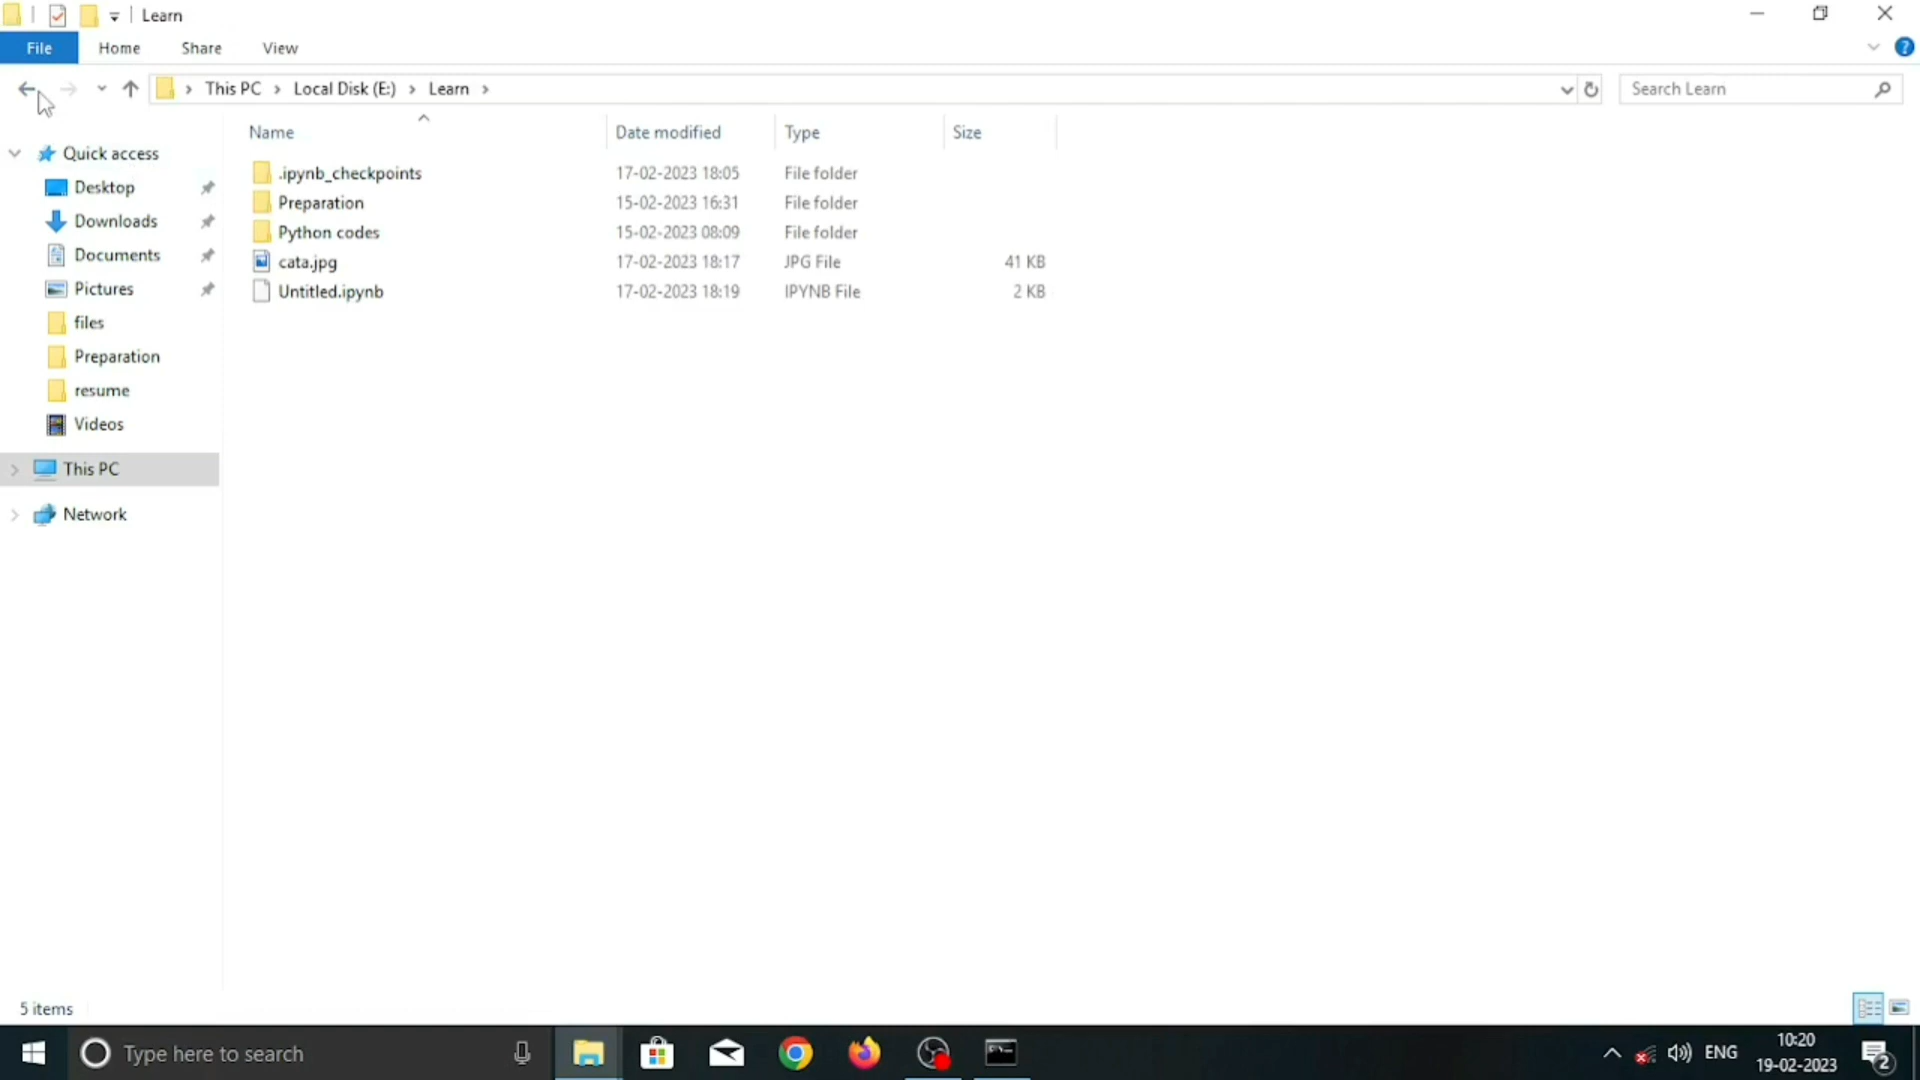 Learn
File Home Share View
This PC Local Disk (E:) Learn
Search Learn
Name Date modified Type Size
Quick access
Desktop
Downloads
Documents
Pictures
files
Preparation
resume
Videos
This PC
Network
.ipynb_checkpoints 17-02-2023 18:05 File folder
Preparation 15-02-2023 16:31 File folder
Python codes 15-02-2023 08:09 File folder
cata.jpg 17-02-2023 18:17 JPG File 41 KB
Untitled.ipynb 17-02-2023 18:19 IPYNB File 2 KB
5 items
Type here to search
ENG
10:20
19-02-2023
2